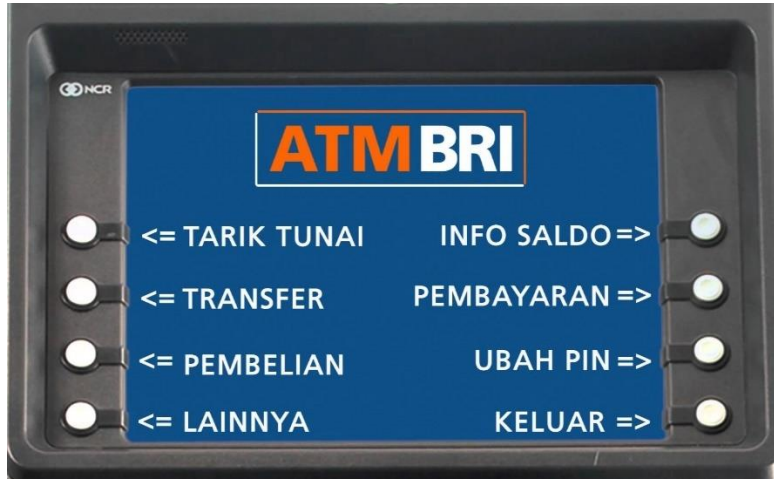 NCR
ATM BRI
<= TARIK TUNAI INFO SALDO =>
<= TRANSFER PEMBAYARAN =>
<= PEMBELIAN UBAH PIN =>
<= LAINNYA KELUAR =>